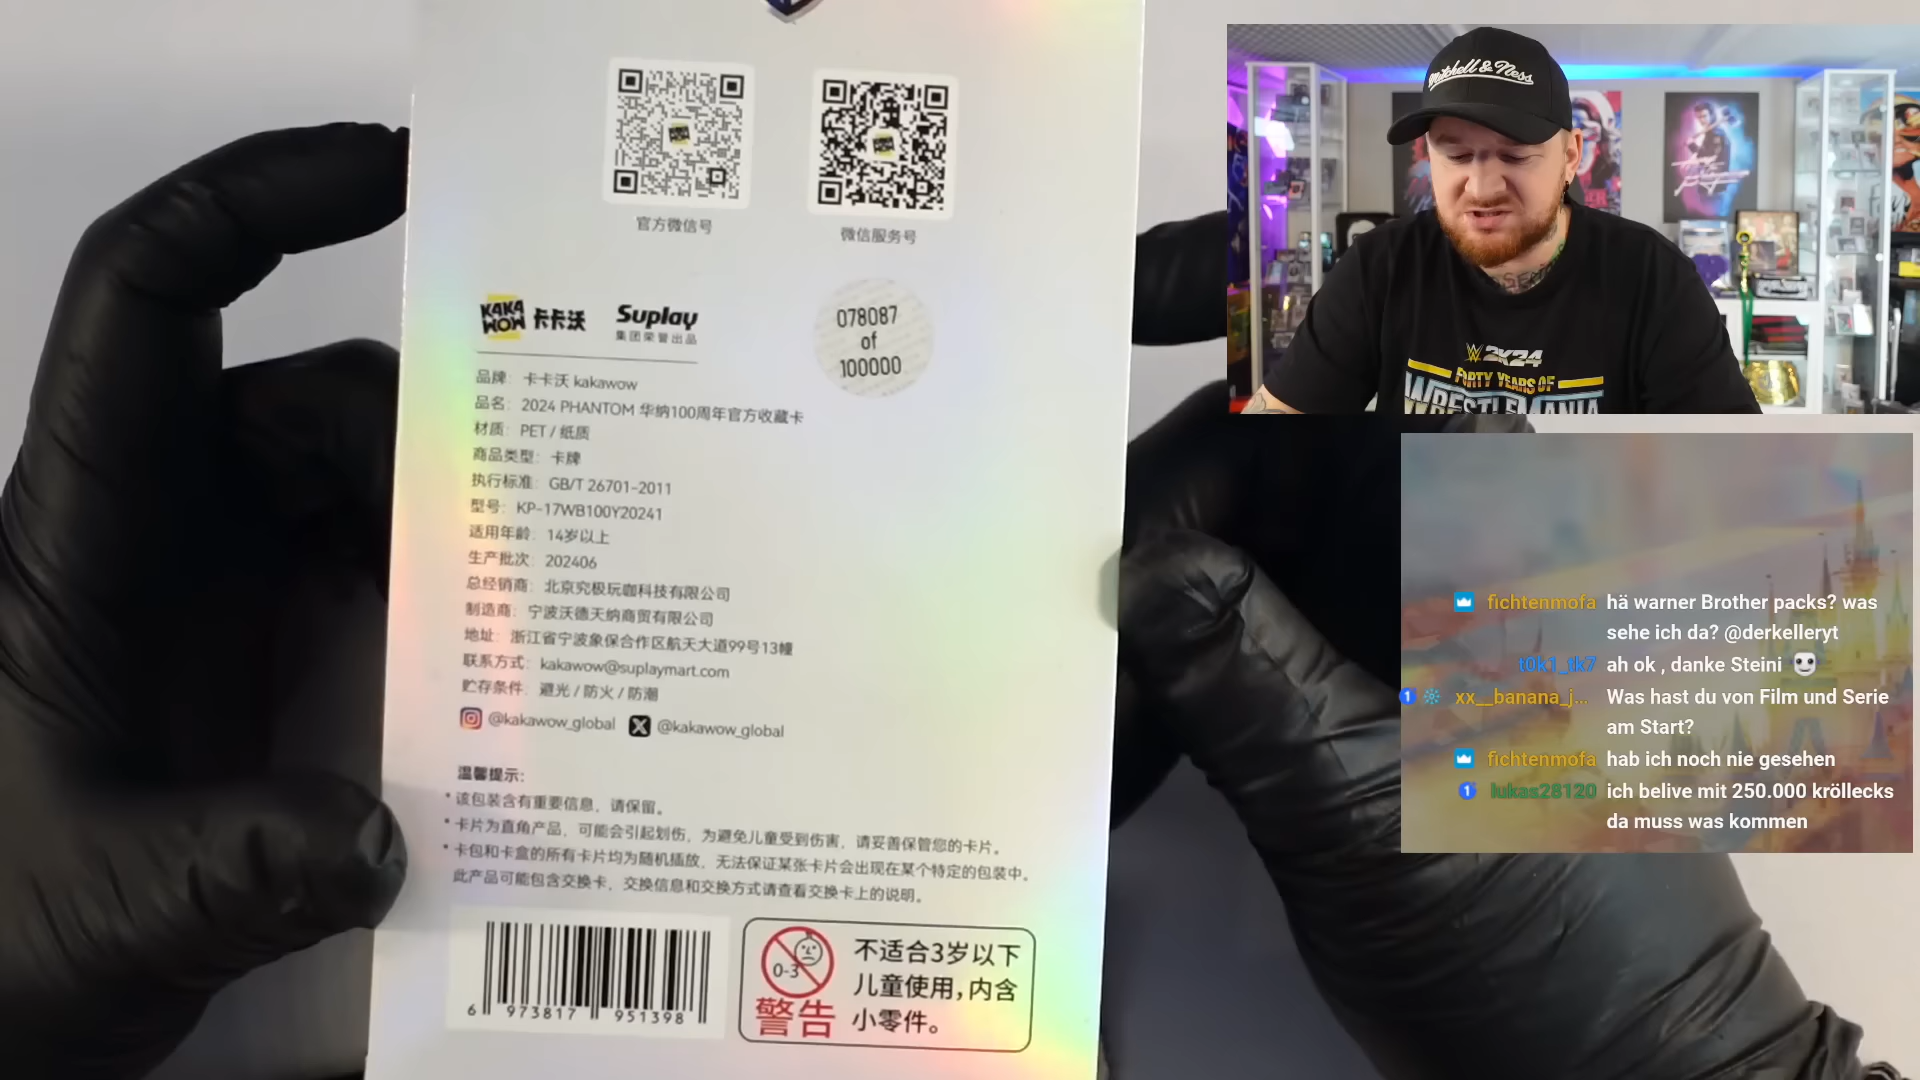 官方微信号
微信服务号
KAKA WOW 卡卡沃
Suplay
集团荣誉出品
078087
of
100000
品牌: 卡卡沃 kakawow
品名: 2024 PHANTOM 华纳100周年官方收藏卡
材质: PET / 纸质
商品类型: 卡牌
执行标准: GB/T 26701-2011
型号: KP-17WB100Y20241
适用年龄: 14岁以上
生产批次: 202406
总经销商: 北京究极玩咖科技有限公司
制造商: 宁波沃德天纳商贸有限公司
地址: 浙江省宁波象保合作区航天大道99号13幢
联系方式: kakawow@suplaymart.com
贮存条件: 避光 / 防火 / 防潮
@kakawow_global @kakawow_global
温馨提示:
* 该包装含有重要信息，请保留。
* 卡片为直角产品，可能会引起划伤，为避免儿童受到伤害，请妥善保管您的卡片。
* 卡包和卡盒的所有卡片均为随机插放，无法保证某张卡片会出现在某个特定的包装中。
此产品可能包含交换卡，交换信息和交换方式请查看交换卡上的说明。
6 973817 951398
0-3
警告
不适合3岁以下
儿童使用，内含
小零件。
Mitchell & Ness
W 2K24
FORTY YEARS OF
WRESTLEMANIA
fichtenmofa hä warner Brother packs? was
sehe ich da? @derkelleryt
t0k1_tk7 ah ok , danke Steini
1 xx__banana_j... Was hast du von Film und Serie
am Start?
fichtenmofa hab ich noch nie gesehen
1 lukas28120 ich belive mit 250.000 kröllecks
da muss was kommen